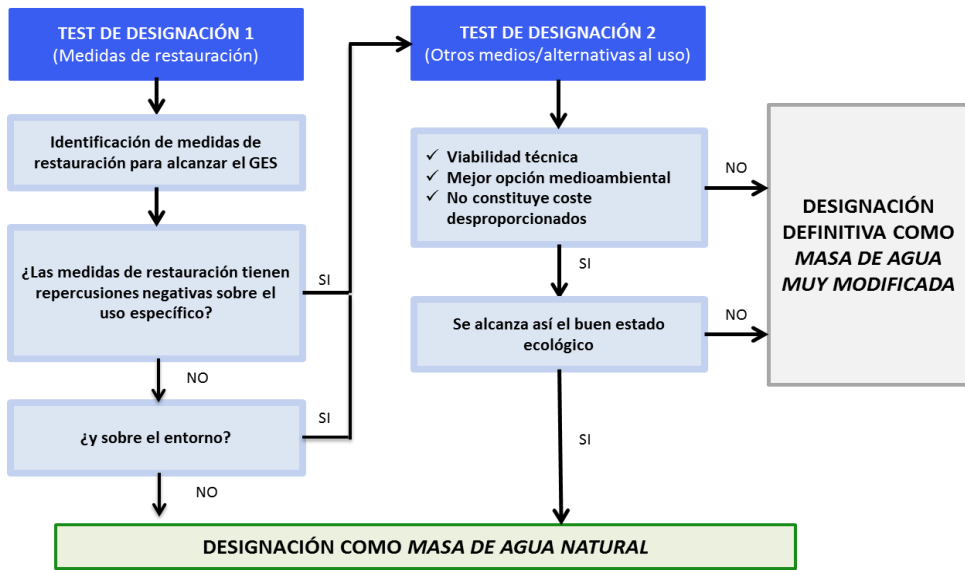 TEST DE DESIGNACIÓN 1
(Medidas de restauración)
Identificación de medidas de
restauración para alcanzar el GES
¿Las medidas de restauración tienen
repercusiones negativas sobre el
uso específico?
SI
NO
¿y sobre el entorno?
SI
NO
TEST DE DESIGNACIÓN 2
(Otros medios/alternativas al uso)
✓ Viabilidad técnica
✓ Mejor opción medioambiental
✓ No constituye coste
desproporcionados
NO
SI
Se alcanza así el buen estado
ecológico
NO
SI
DESIGNACIÓN
DEFINITIVA COMO
MASA DE AGUA
MUY MODIFICADA
DESIGNACIÓN COMO MASA DE AGUA NATURAL